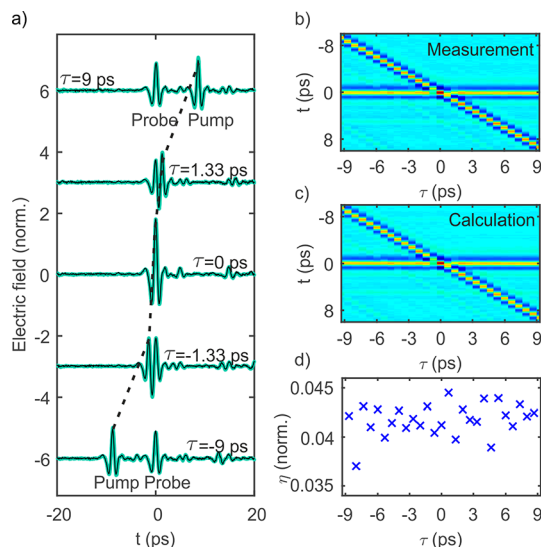 a)
τ=9 ps
Probe
Pump
τ=1.33 ps
τ=0 ps
τ=-1.33 ps
τ=-9 ps
Pump Probe
6
4
2
0
-2
-4
-6
Electric field (norm.)
-20
0
20
t (ps)
b)
Measurement
-8
0
8
t (ps)
-9 -6 -3 0 3 6 9
τ (ps)
c)
Calculation
-8
0
8
t (ps)
-9 -6 -3 0 3 6 9
τ (ps)
d)
0.045
0.04
0.035
η (norm.)
-9 -6 -3 0 3 6 9
τ (ps)